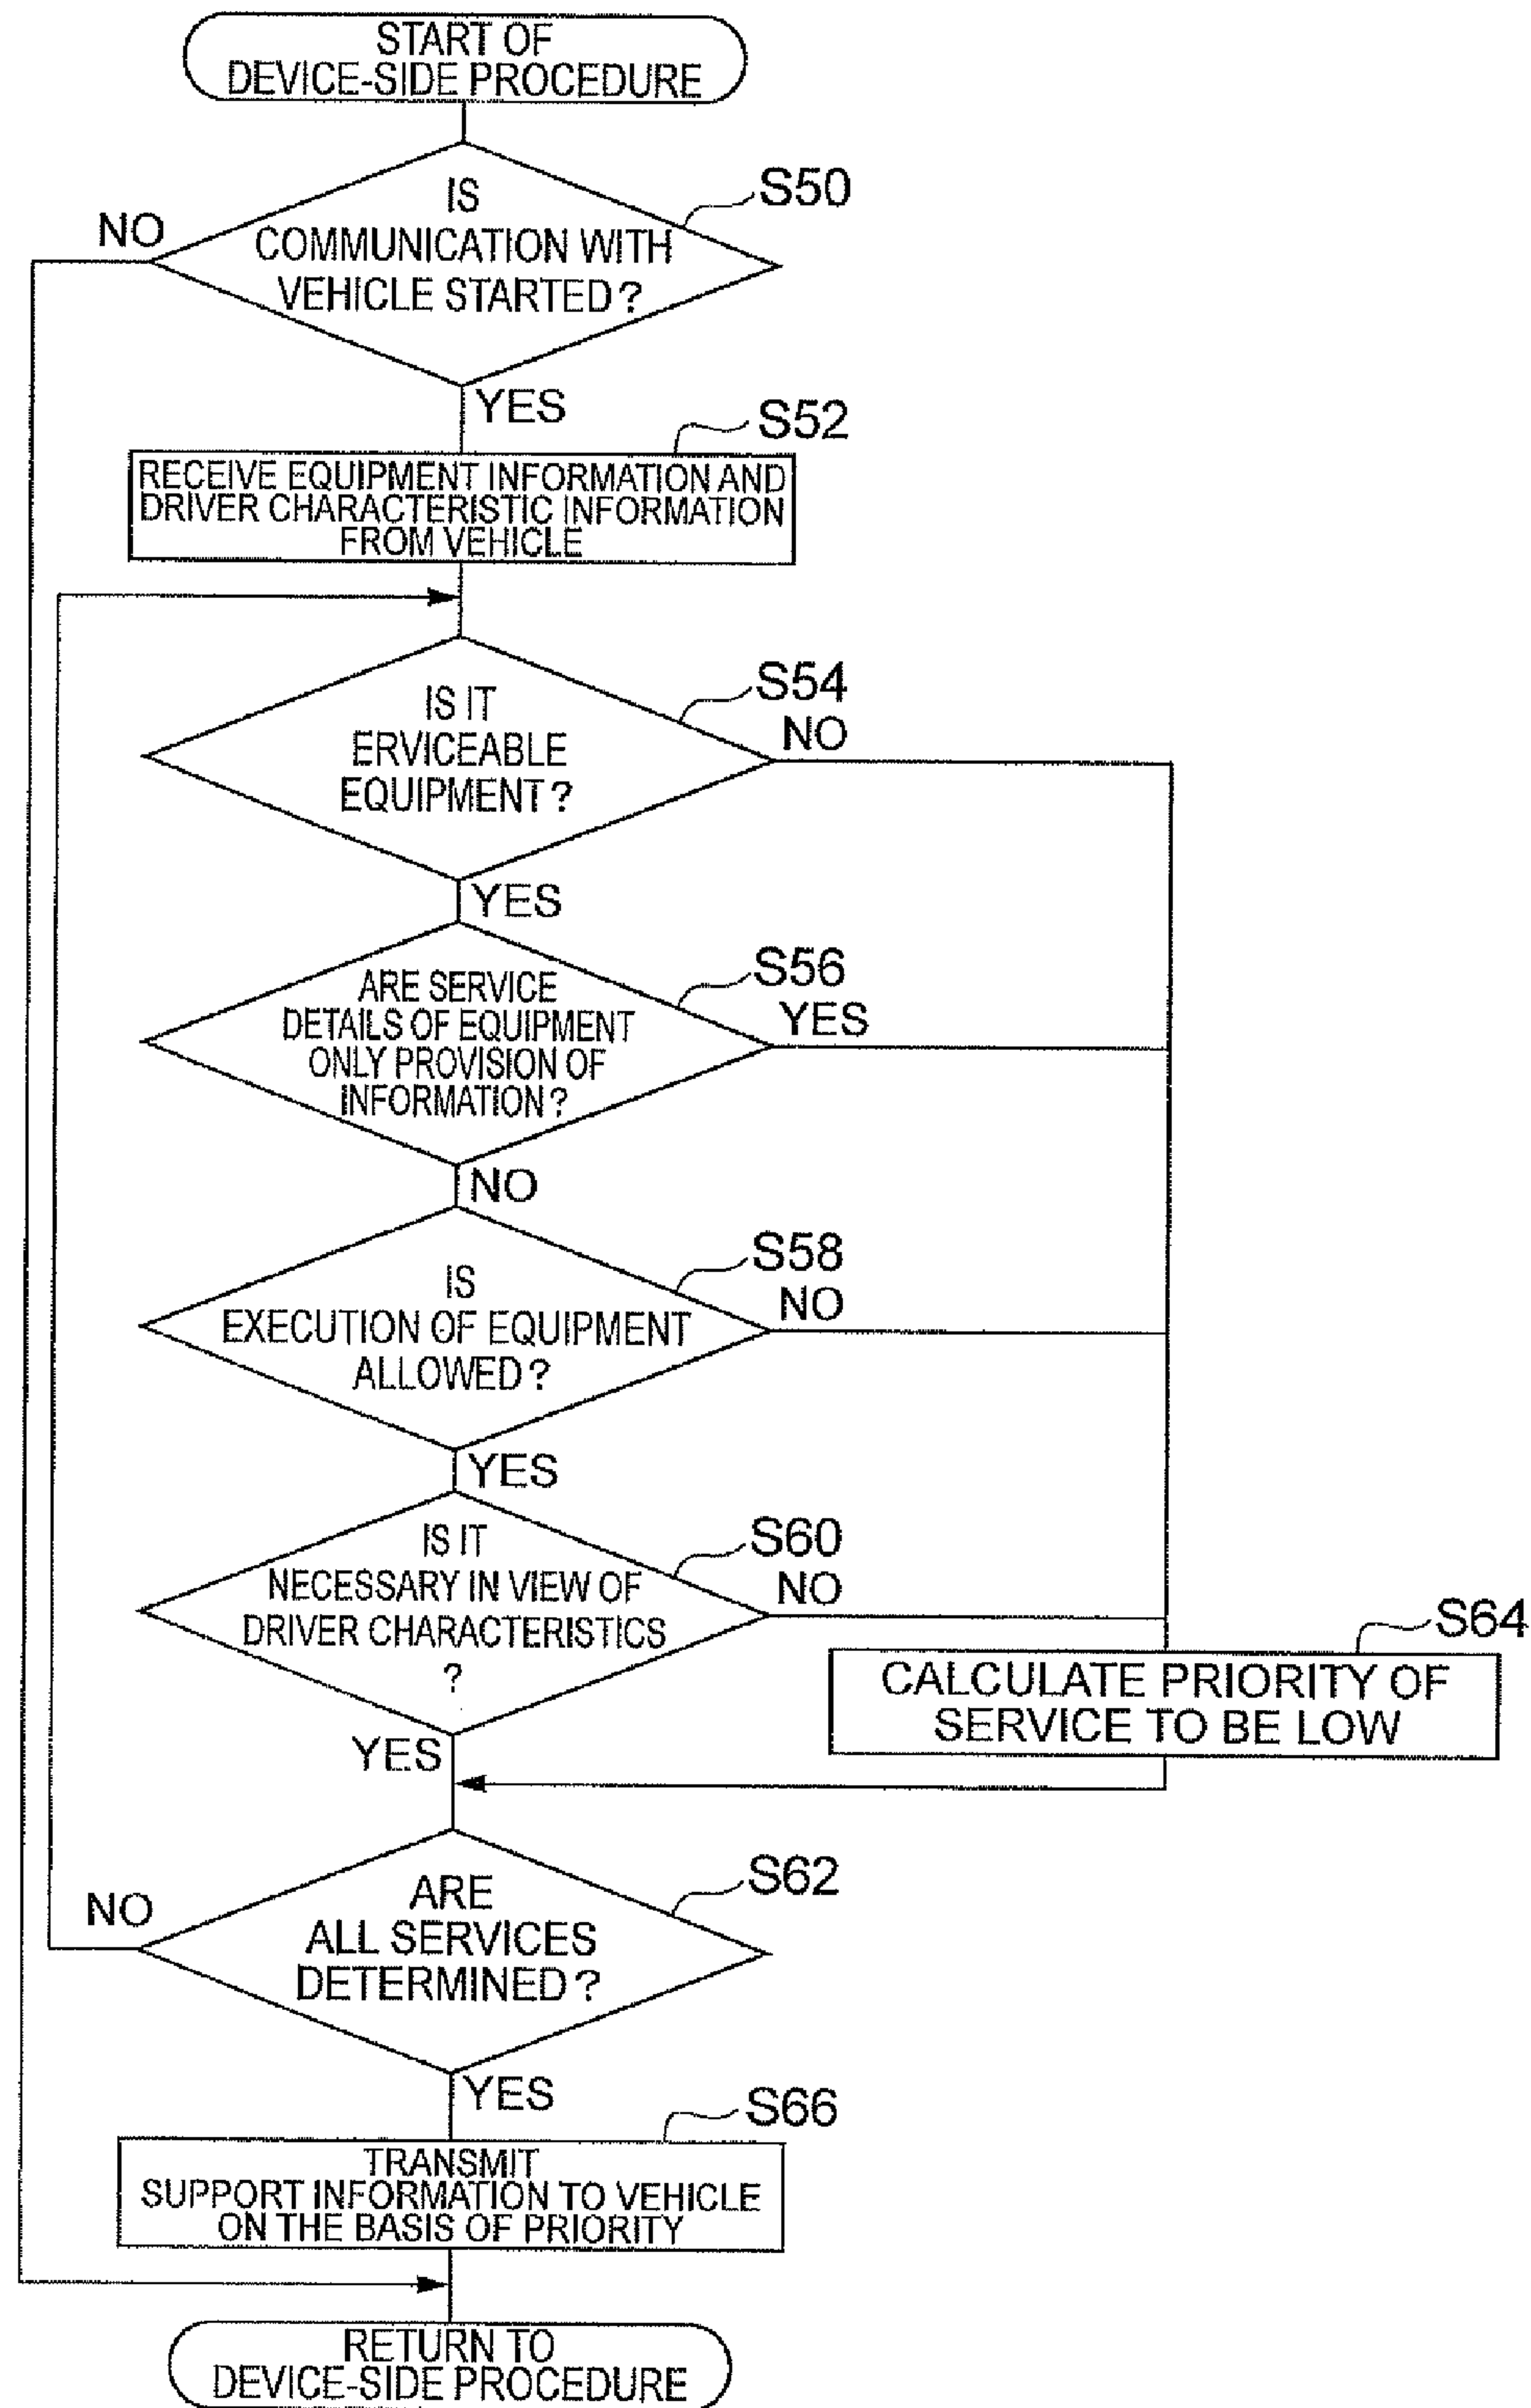 START OF
DEVICE-SIDE PROCEDURE
IS
COMMUNICATION WITH
VEHICLE STARTED?
S50
NO
YES
S52
RECEIVE EQUIPMENT INFORMATION AND
DRIVER CHARACTERISTIC INFORMATION
FROM VEHICLE
IS IT
ERVICEABLE
EQUIPMENT?
S54
NO
YES
ARE SERVICE
DETAILS OF EQUIPMENT
ONLY PROVISION OF
INFORMATION?
S56
YES
NO
IS
EXECUTION OF EQUIPMENT
ALLOWED?
S58
NO
YES
IS IT
NECESSARY IN VIEW OF
DRIVER CHARACTERISTICS
?
S60
NO
S64
CALCULATE PRIORITY OF
SERVICE TO BE LOW
YES
ARE
ALL SERVICES
DETERMINED?
S62
NO
YES
S66
TRANSMIT
SUPPORT INFORMATION TO VEHICLE
ON THE BASIS OF PRIORITY
RETURN TO
DEVICE-SIDE PROCEDURE